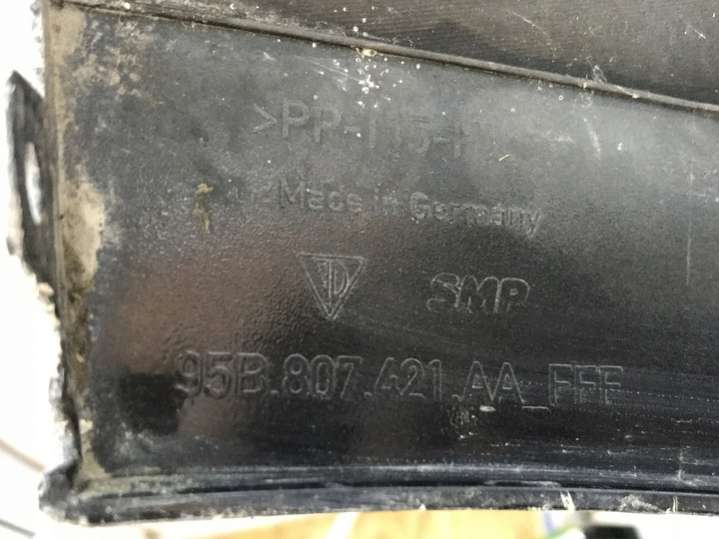 >PP-
Made in Germany
SMP
95B.807.421.AA_FFF